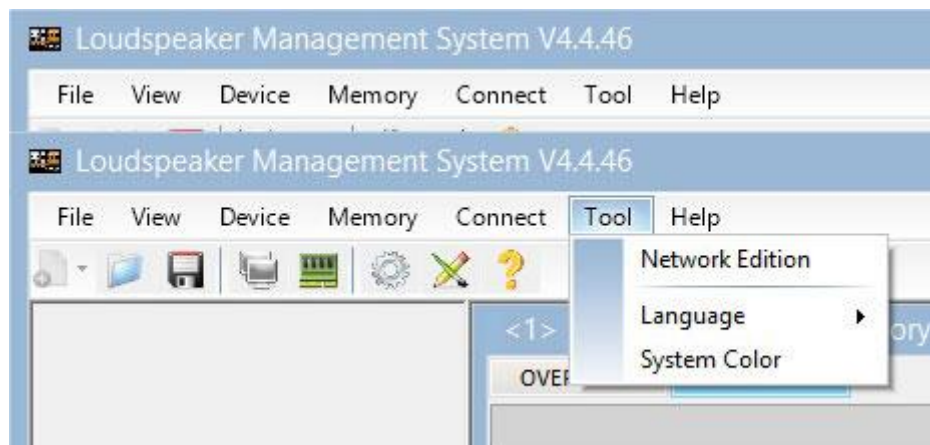 Loudspeaker Management System V4.4.46
File View Device Memory Connect Tool Help
Loudspeaker Management System V4.4.46
File View Device Memory Connect Tool Help
Network Edition
Language
System Color
<1>